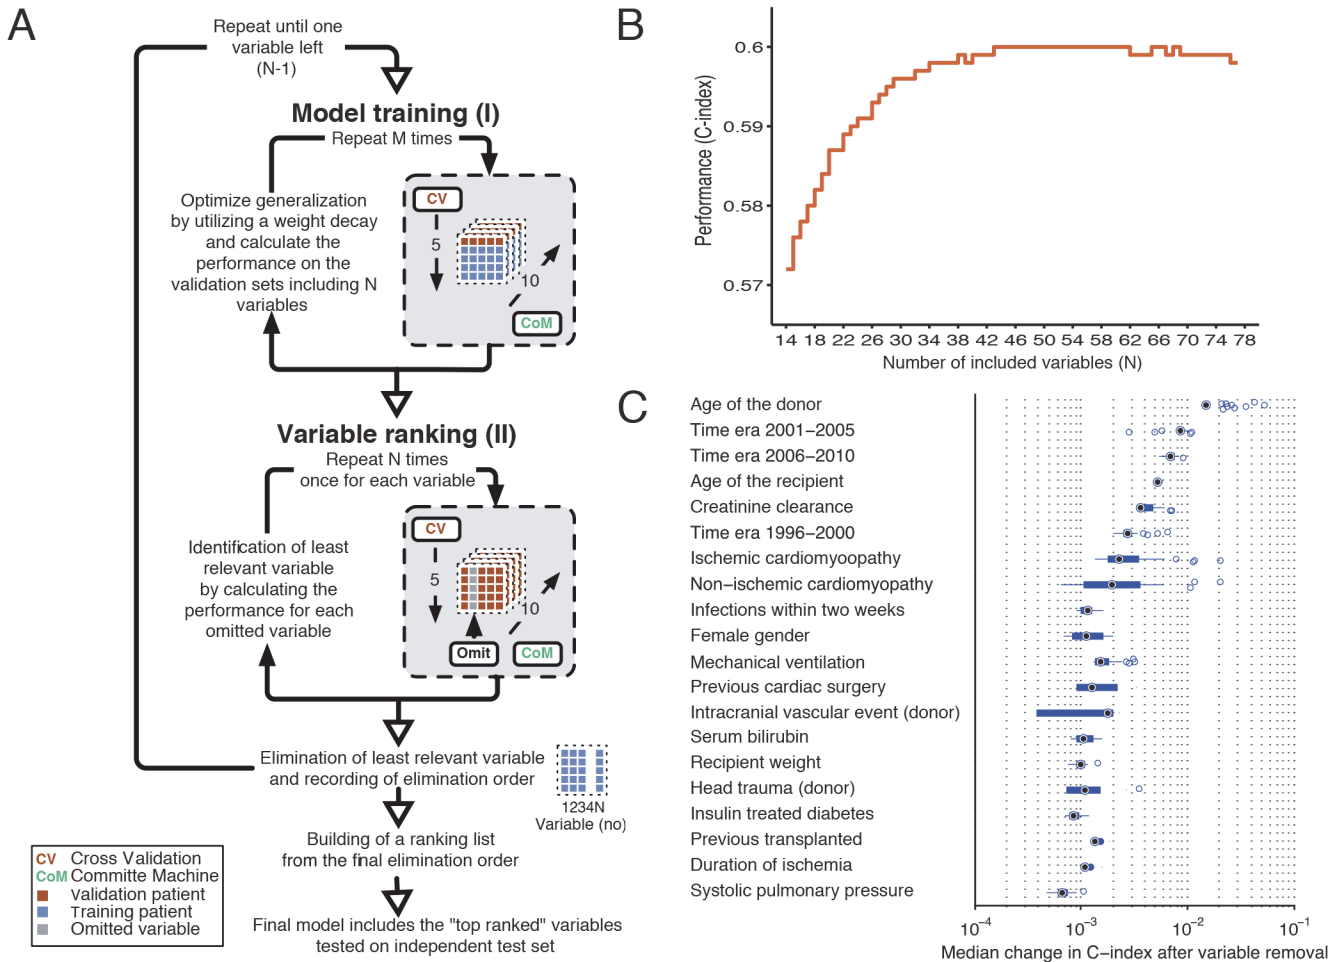 A
Repeat until one
variable left
(N-1)
Model training (I)
Repeat M times
Optimize generalization
by utilizing a weight decay
and calculate the
performance on the
validation sets including N
variables
CV
5
10
CoM
Variable ranking (II)
Repeat N times
once for each variable
Identification of least
relevant variable
by calculating the
performance for each
omitted variable
CV
5
10
Omit
CoM
Elimination of least relevant variable
and recording of elimination order
1234N
Variable (no)
Building of a ranking list
from the final elimination order
Final model includes the "top ranked" variables
tested on independent test set
CV Cross Validation
CoM Committe Machine
Validation patient
Training patient
Omitted variable
B
Performance (C-index)
0.6
0.59
0.58
0.57
14 18 22 26 30 34 38 42 46 50 54 58 62 66 70 74 78
Number of included variables (N)
C
Age of the donor
Time era 2001−2005
Time era 2006−2010
Age of the recipient
Creatinine clearance
Time era 1996−2000
Ischemic cardiomyoopathy
Non−ischemic cardiomyopathy
Infections within two weeks
Female gender
Mechanical ventilation
Previous cardiac surgery
Intracranial vascular event (donor)
Serum bilirubin
Recipient weight
Head trauma (donor)
Insulin treated diabetes
Previous transplanted
Duration of ischemia
Systolic pulmonary pressure
10−4 10−3 10−2 10−1
Median change in C−index after variable removal